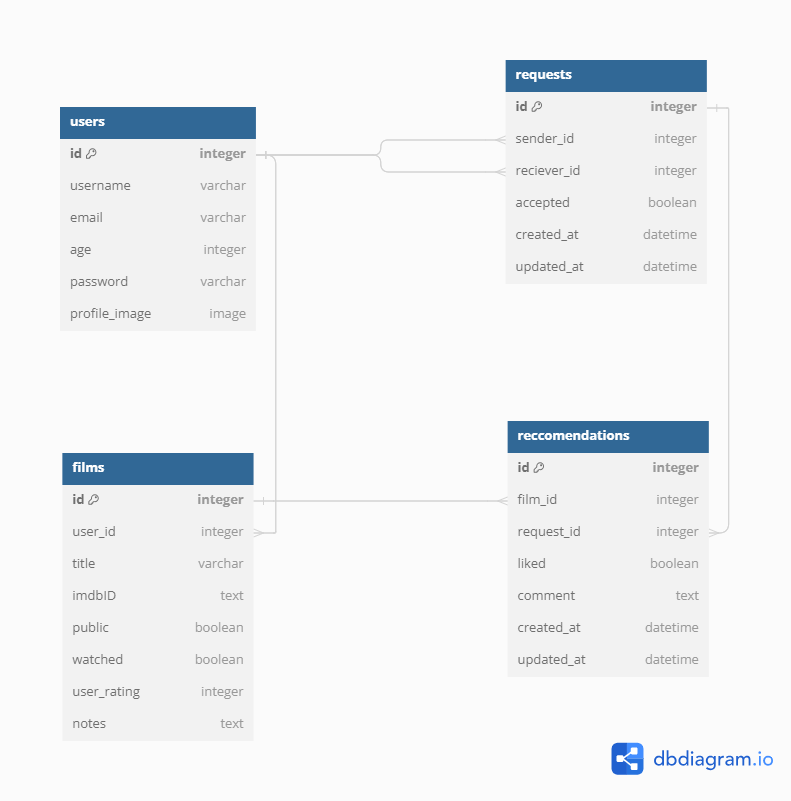 users
id integer
username varchar
email varchar
age integer
password varchar
profile_image image
requests
id integer
sender_id integer
reciever_id integer
accepted boolean
created_at datetime
updated_at datetime
films
id integer
user_id integer
title varchar
imdbID text
public boolean
watched boolean
user_rating integer
notes text
reccomendations
id integer
film_id integer
request_id integer
liked boolean
comment text
created_at datetime
updated_at datetime
dbdiagram.io